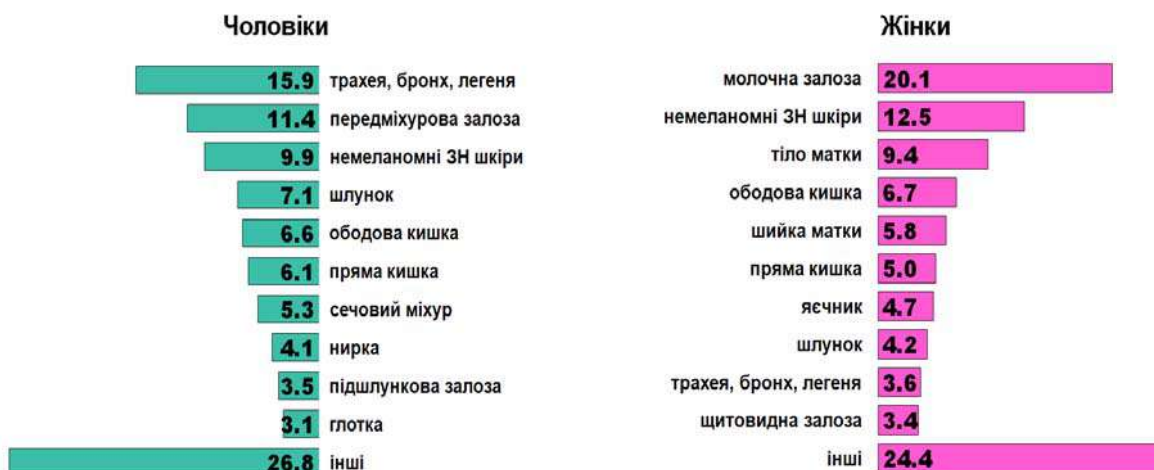 Чоловіки
15.9 трахея, бронх, легеня
11.4 передміхурова залоза
9.9 немеланомні ЗН шкіри
7.1 шлунок
6.6 ободова кишка
6.1 пряма кишка
5.3 сечовий міхур
4.1 нирка
3.5 підшлункова залоза
3.1 глотка
26.8 інші
Жінки
молочна залоза 20.1
немеланомні ЗН шкіри 12.5
тіло матки 9.4
ободова кишка 6.7
шийка матки 5.8
пряма кишка 5.0
яєчник 4.7
шлунок 4.2
трахея, бронх, легеня 3.6
щитовидна залоза 3.4
інші 24.4